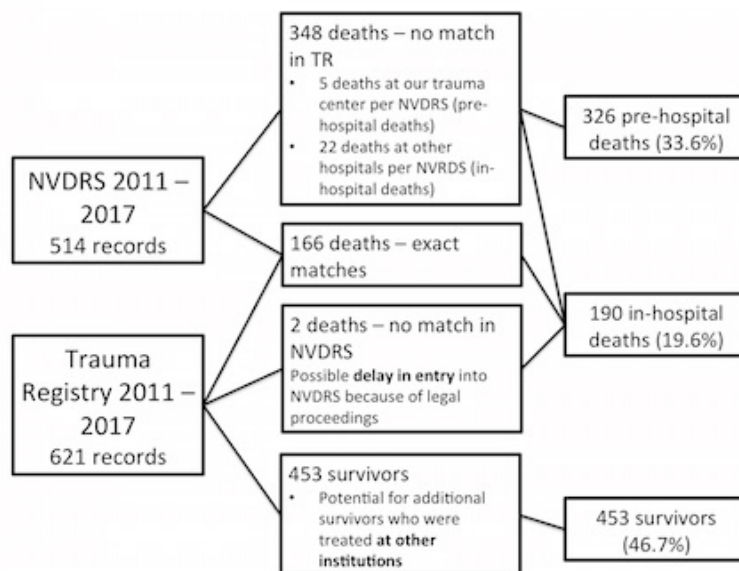 348 deaths – no match
in TR
• 5 deaths at our trauma
center per NVDRS (pre-
hospital deaths)
• 22 deaths at other
hospitals per NVRDS (in-
hospital deaths)
326 pre-hospital
deaths (33.6%)
NVDRS 2011 –
2017
514 records
166 deaths – exact
matches
2 deaths – no match in
NVDRS
Possible delay in entry into
NVDRS because of legal
proceedings
190 in-hospital
deaths (19.6%)
Trauma
Registry 2011 –
2017
621 records
453 survivors
• Potential for additional
survivors who were
treated at other
institutions
453 survivors
(46.7%)